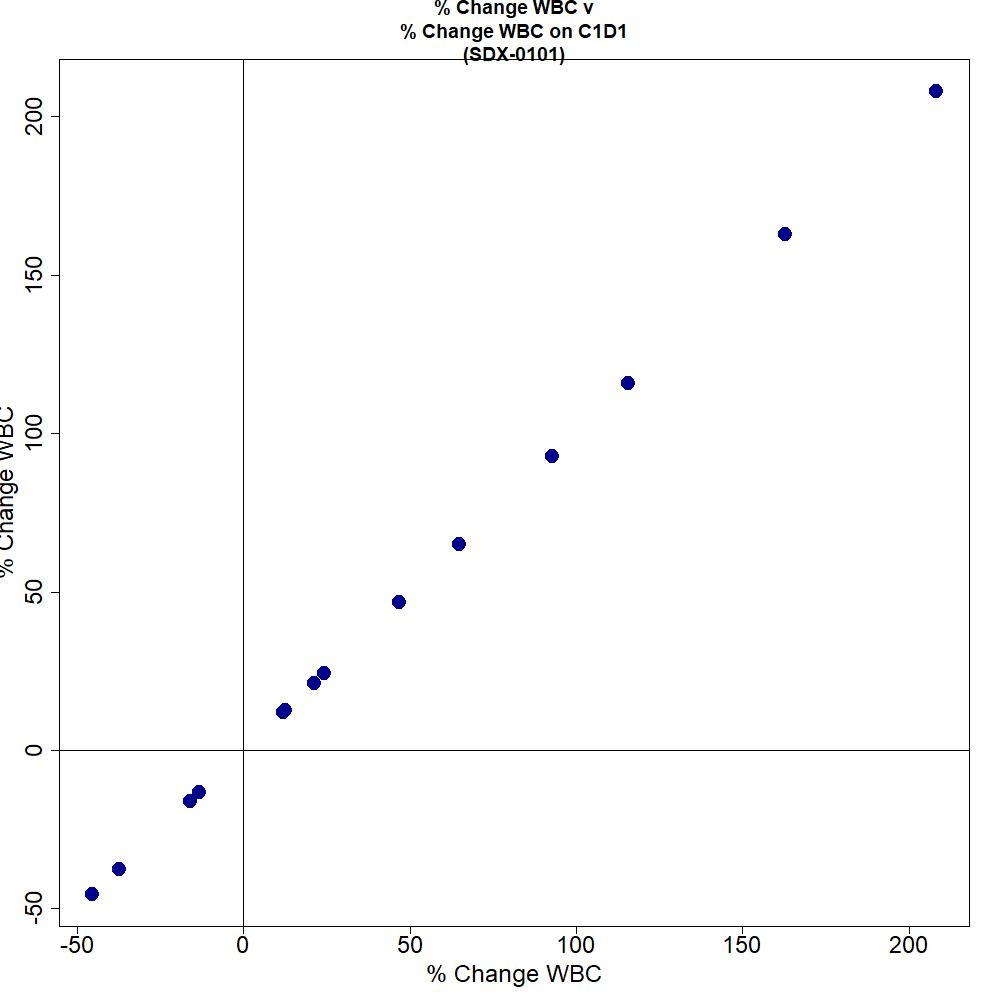 % Change WBC v
% Change WBC on C1D1
(SDX-0101)
200
150
100
50
0
-50
% Change WBC
-50 0 50 100 150 200
% Change WBC